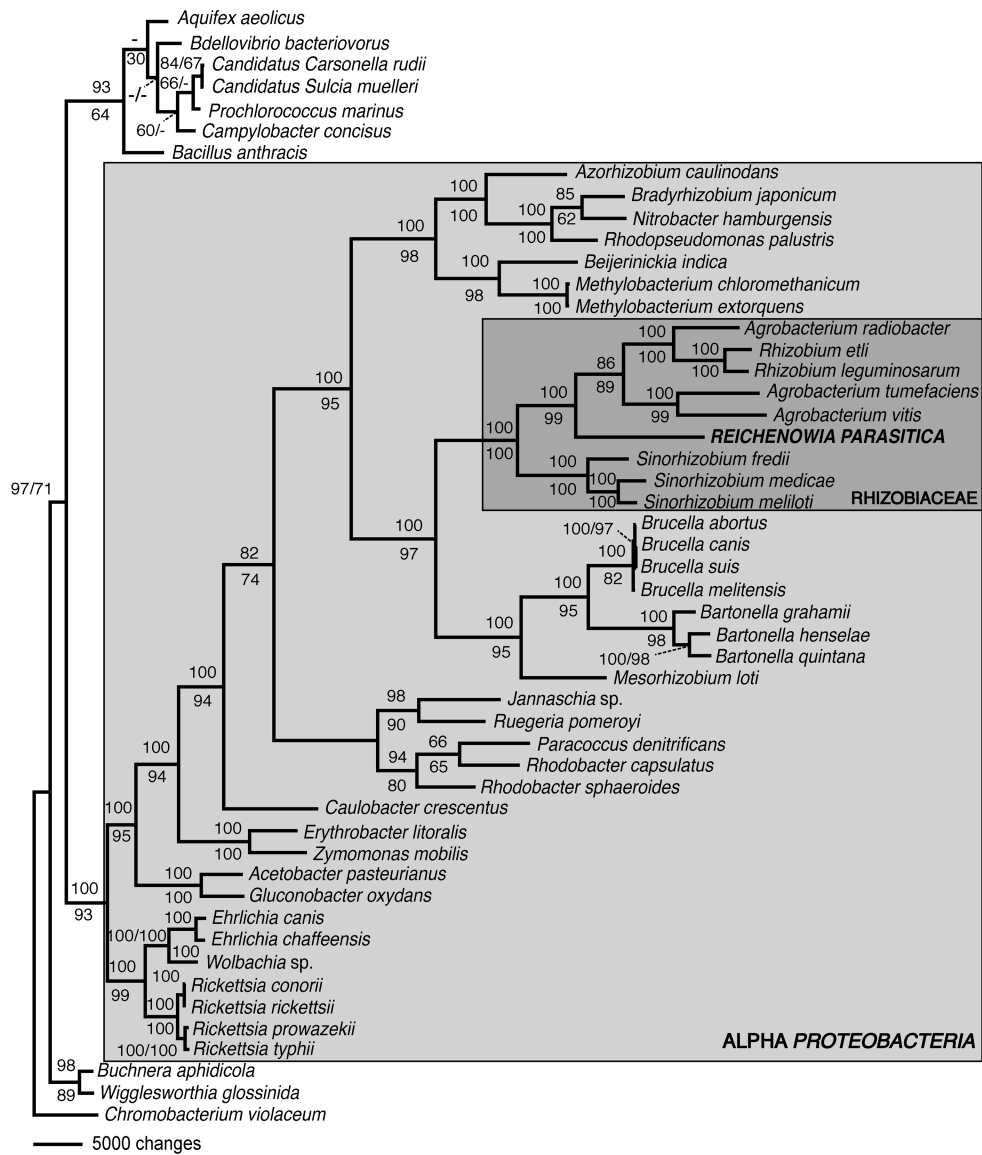 Aquifex aeolicus
-
30
Bdellovibrio bacteriovorus
84/67
Candidatus Carsonella rudii
66/-
Candidatus Sulcia muelleri
93
-/-
64
Prochlorococcus marinus
60/-
Campylobacter concisus
Bacillus anthracis
Azorhizobium caulinodans
100
100
85
Bradyrhizobium japonicum
100
62
Nitrobacter hamburgensis
100
Rhodopseudomonas palustris
100
98
100
Beijerinickia indica
98
100
Methylobacterium chloromethanicum
100
Methylobacterium extorquens
100
Agrobacterium radiobacter
100
100
Rhizobium etli
100
Rhizobium leguminosarum
86
89
100
Agrobacterium tumefaciens
99
Agrobacterium vitis
100
95
100
99
100
100
REICHENOWIA PARASITICA
100
Sinorhizobium fredii
100
100
Sinorhizobium medicae
100
Sinorhizobium meliloti
RHIZOBIACEAE
97/71
100
97
100/97
Brucella abortus
Brucella canis
100
82
Brucella suis
Brucella melitensis
82
74
100
95
100
Bartonella grahamii
98
Bartonella henselae
100/98
Bartonella quintana
100
95
Mesorhizobium loti
100
94
98
Jannaschia sp.
90
Ruegeria pomeroyi
66
Paracoccus denitrificans
94
65
Rhodobacter capsulatus
80
Rhodobacter sphaeroides
100
94
Caulobacter crescentus
100
95
100
Erythrobacter litoralis
100
Zymomonas mobilis
100
Acetobacter pasteurianus
100
Gluconobacter oxydans
100
93
100
Ehrlichia canis
100/100
Ehrlichia chaffeensis
100
Wolbachia sp.
100
99
100
Rickettsia conorii
100
Rickettsia rickettsii
100
Rickettsia prowazekii
100/100
Rickettsia typhii
ALPHA PROTEOBACTERIA
98
Buchnera aphidicola
89
Wigglesworthia glossinida
Chromobacterium violaceum
5000 changes